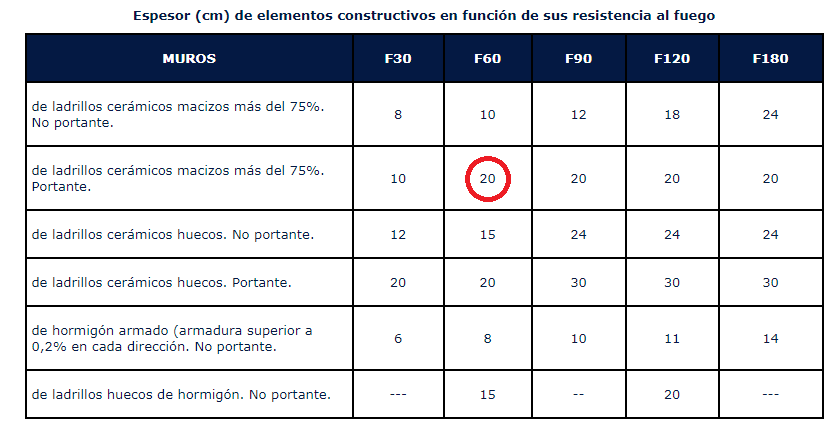 Espesor (cm) de elementos constructivos en función de sus resistencia al fuego
MUROS F30 F60 F90 F120 F180
de ladrillos cerámicos macizos más del 75%.
No portante.
8 10 12 18 24
de ladrillos cerámicos macizos más del 75%.
Portante.
10 20 20 20 20
de ladrillos cerámicos huecos. No portante. 12 15 24 24 24
de ladrillos cerámicos huecos. Portante. 20 20 30 30 30
de hormigón armado (armadura superior a
0,2% en cada dirección. No portante.
6 8 10 11 14
de ladrillos huecos de hormigón. No portante. --- 15 -- 20 ---